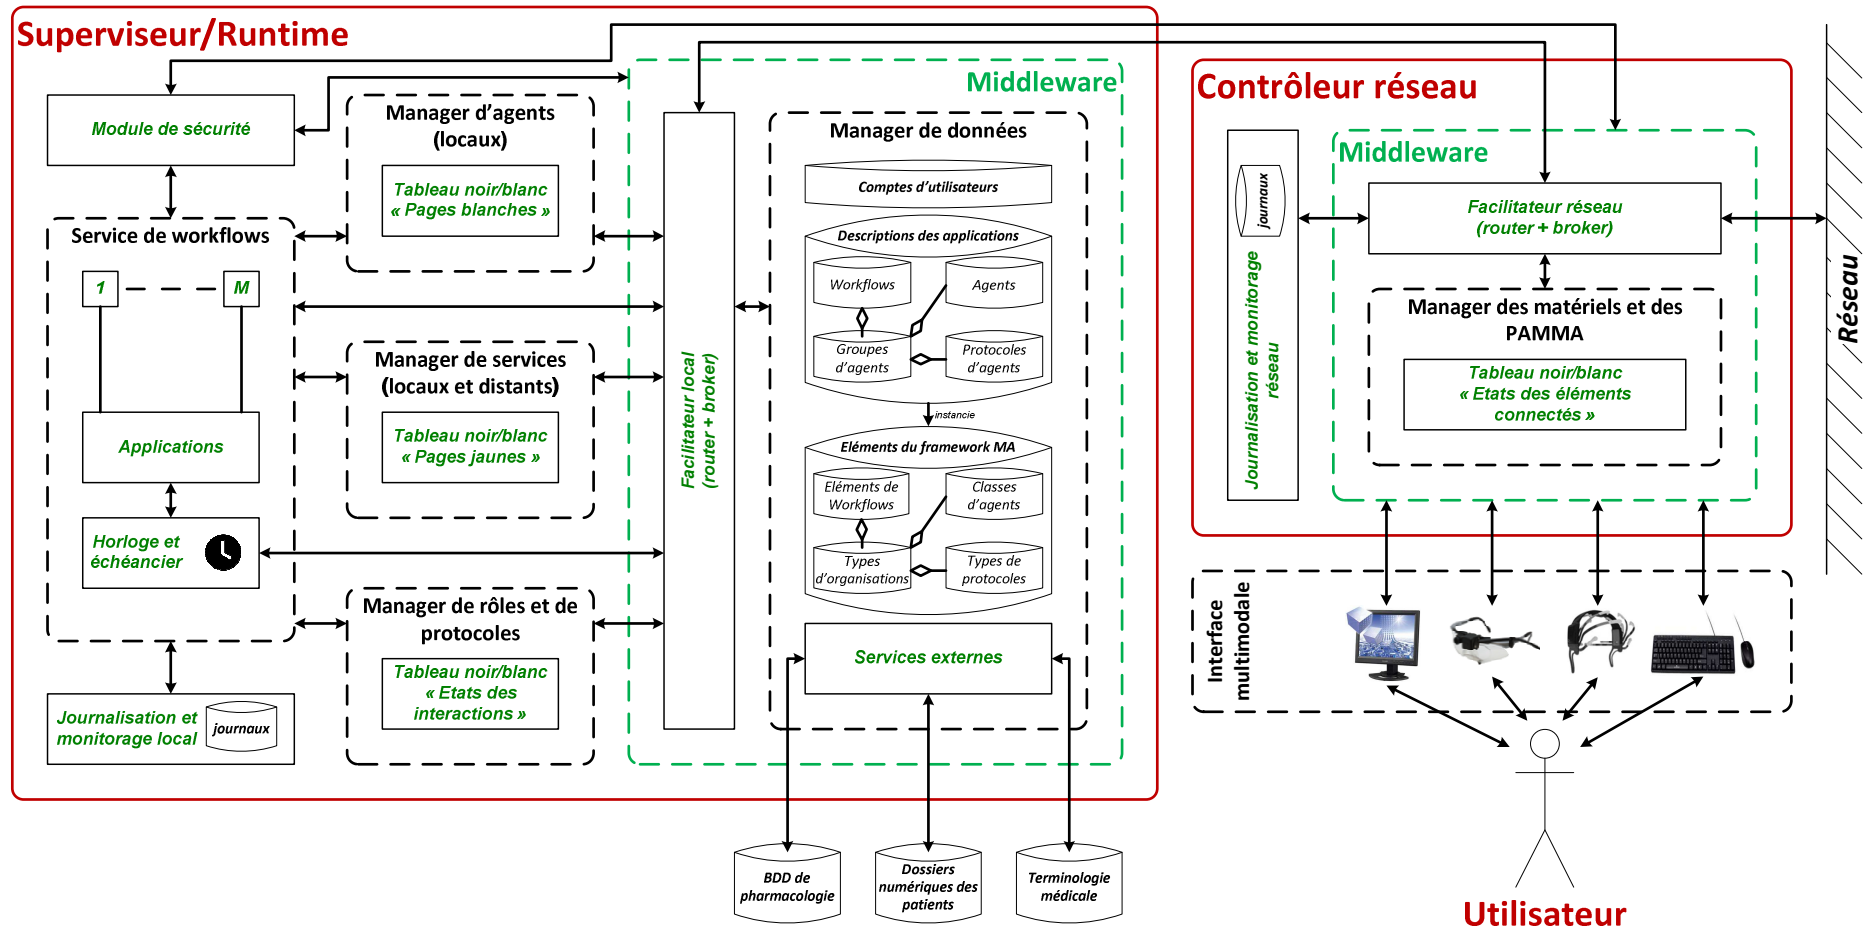 Superviseur/Runtime
Module de sécurité
Service de workflows
1
M
Applications
Horloge et
échéancier
Journalisation et
monitorage local
journaux
Manager d’agents
(locaux)
Tableau noir/blanc
« Pages blanches »
Manager de services
(locaux et distants)
Tableau noir/blanc
« Pages jaunes »
Manager de rôles et de
protocoles
Tableau noir/blanc
« Etats des
interactions »
Middleware
Facilitateur local
(router + broker)
Manager de données
Comptes d’utilisateurs
Descriptions des applications
Workflows
Agents
Groupes
d’agents
Protocoles
d’agents
instancie
Eléments du framework MA
Eléments de
Workflows
Classes
d’agents
Types
d’organisations
Types de
protocoles
Services externes
BDD de
pharmacologie
Dossiers
numériques des
patients
Terminologie
médicale
Contrôleur réseau
journaux
Journalisation et monitorage
réseau
Middleware
Facilitateur réseau
(router + broker)
Manager des matériels et des
PAMMA
Tableau noir/blanc
« Etats des éléments
connectés »
Réseau
Interface
multimodale
Utilisateur